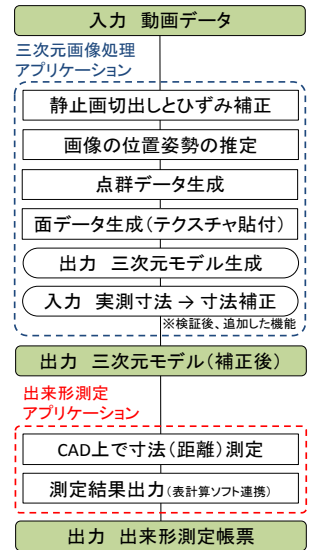 入力 動画データ
三次元画像処理
アプリケーション
静止画切出しとひずみ補正
画像の位置姿勢の推定
点群データ生成
面データ生成(テクスチャ貼付)
出力 三次元モデル生成
入力 実測寸法 → 寸法補正
※検証後、追加した機能
出力 三次元モデル(補正後)
出来形測定
アプリケーション
CAD上で寸法(距離)測定
測定結果出力(表計算ソフト連携)
出力 出来形測定帳票